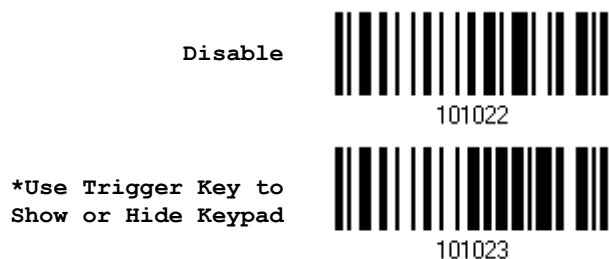 Disable
101022
*Use Trigger Key to
Show or Hide Keypad
101023